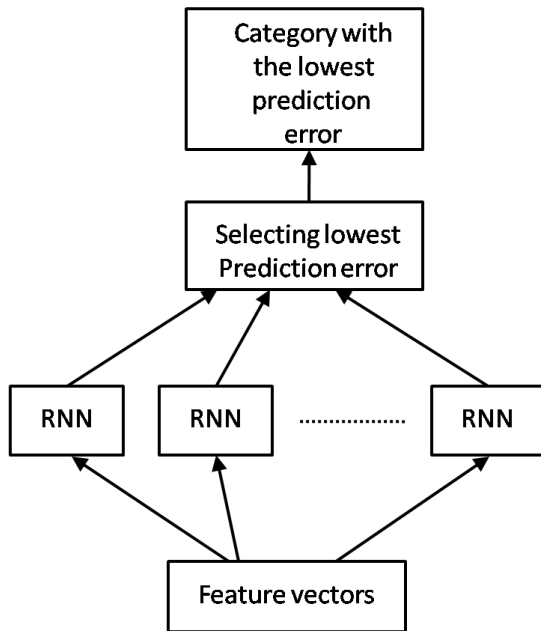 Category with
the lowest
prediction
error
Selecting lowest
Prediction error
RNN RNN RNN
Feature vectors